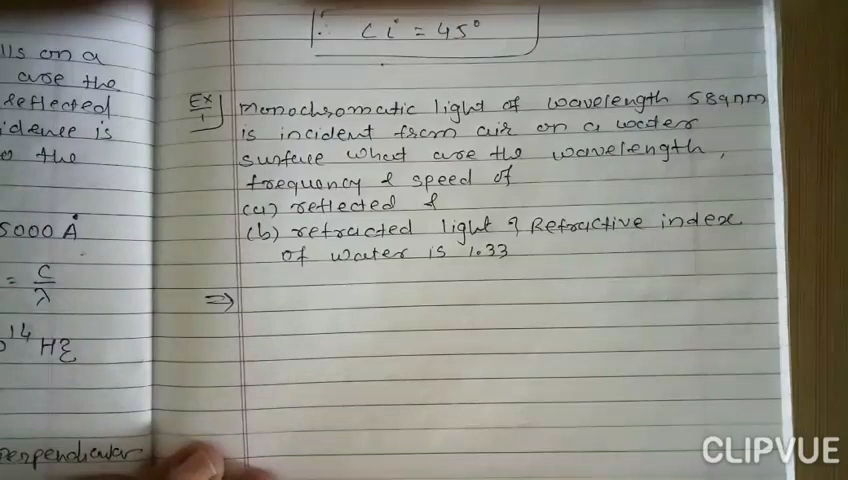 ∴ ∠i = 45°
lls on a
are the
Reflected
idence is
o the
5000 Å
= C/λ
14 Hz
perpendicular
Ex 1
Monochromatic light of wavelength 589nm
is incident from air on a water
surface what are the wavelength,
frequency & speed of
(a) reflected &
(b) refracted light ? Refractive index
of water is 1.33
⇒
CLIPVUE